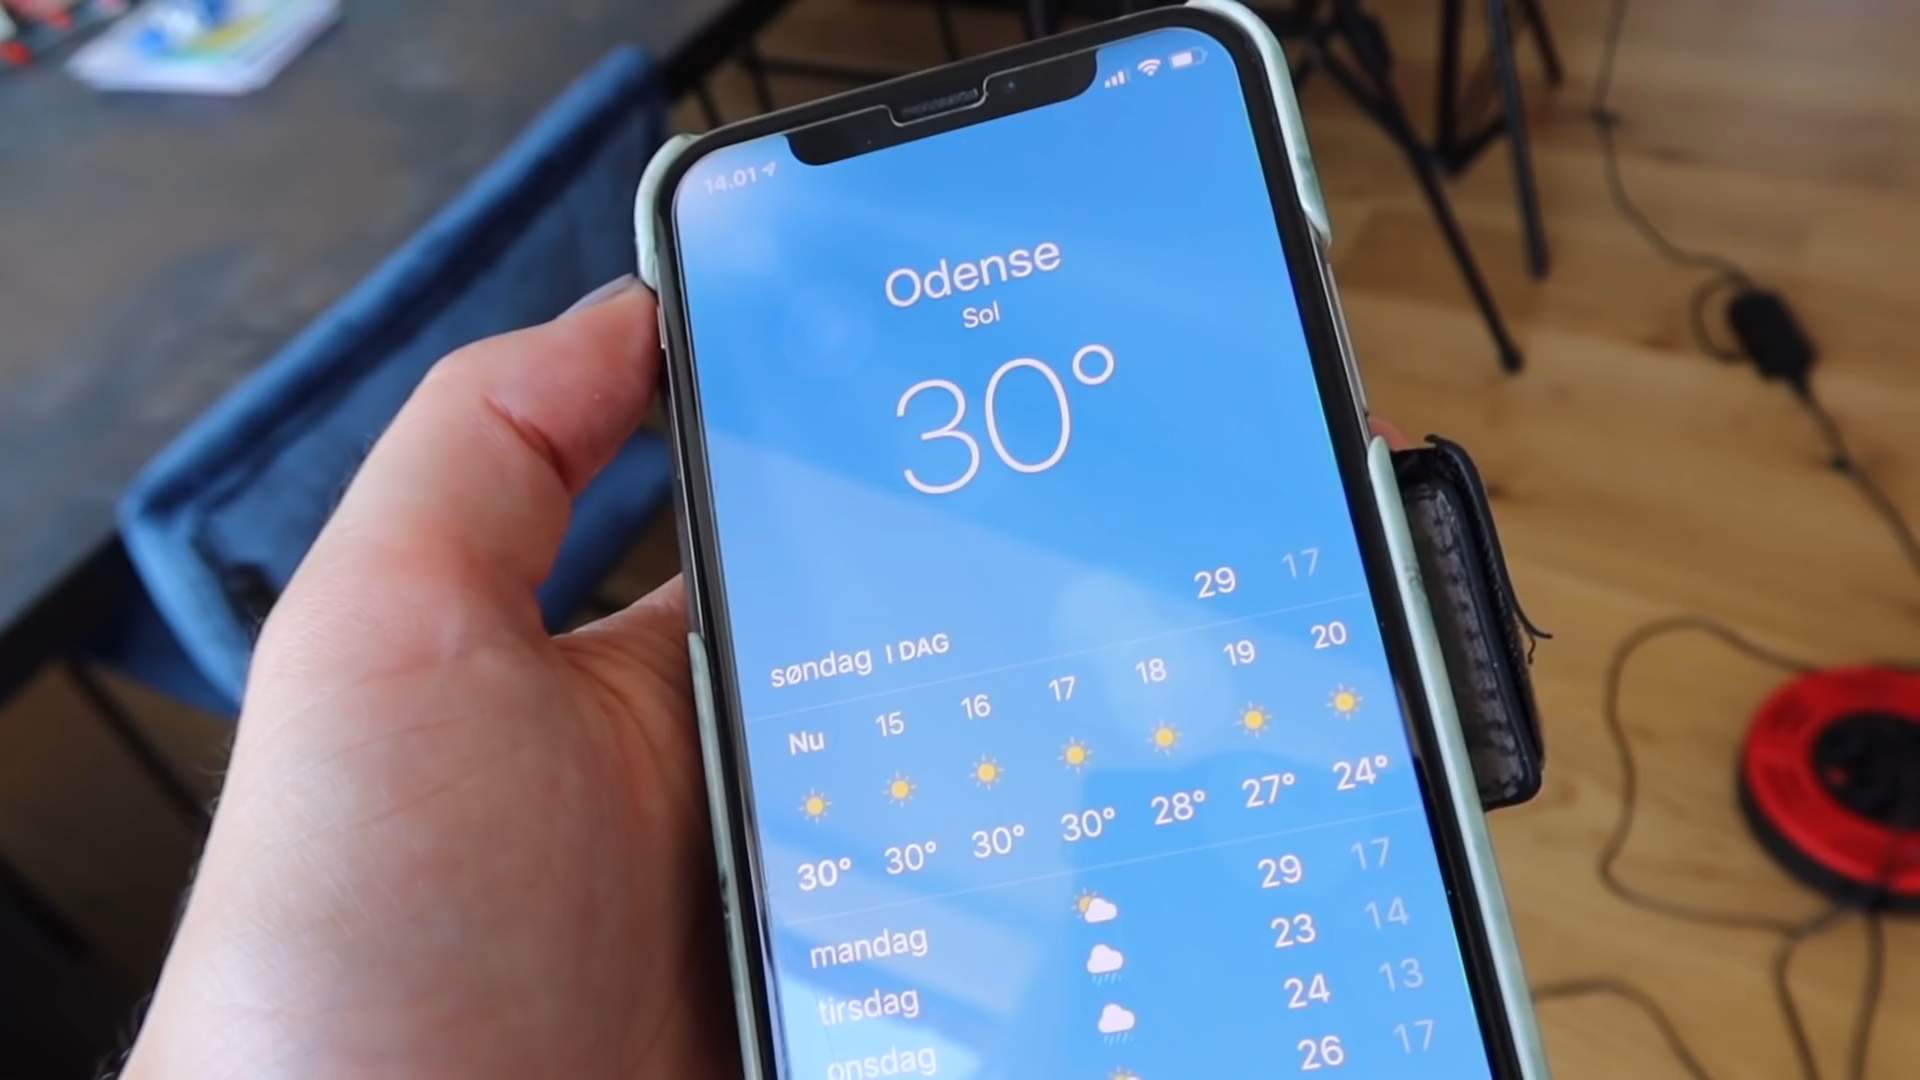 14.01
Odense
Sol
30°
søndag I DAG 29 17
Nu 15 16 17 18 19 20
30° 30° 30° 30° 28° 27° 24°
mandag 29 17
tirsdag 23 14
onsdag 24 13
26 17